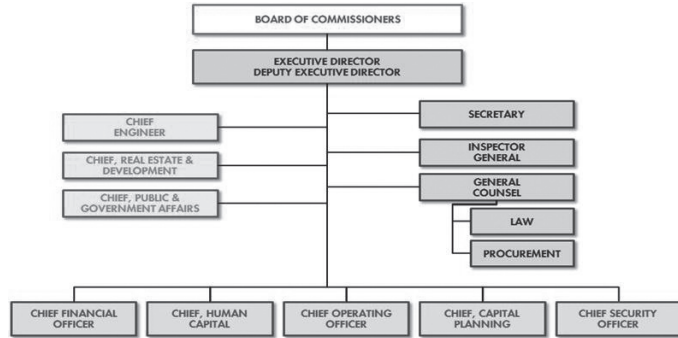 BOARD OF COMMISSIONERS
EXECUTIVE DIRECTOR
DEPUTY EXECUTIVE DIRECTOR
CHIEF
ENGINEER
CHIEF, REAL ESTATE &
DEVELOPMENT
CHIEF, PUBLIC &
GOVERNMENT AFFAIRS
SECRETARY
INSPECTOR
GENERAL
GENERAL
COUNSEL
LAW
PROCUREMENT
CHIEF FINANCIAL
OFFICER
CHIEF, HUMAN
CAPITAL
CHIEF OPERATING
OFFICER
CHIEF, CAPITAL
PLANNING
CHIEF SECURITY
OFFICER